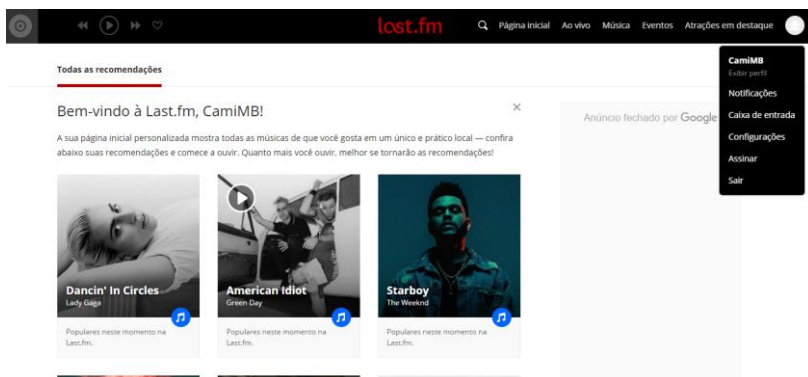 last.fm
Página inicial Ao vivo Música Eventos Atrações em destaque
CamiMB
Exibir perfil
Notificações
Caixa de entrada
Configurações
Assinar
Sair
Todas as recomendações
Bem-vindo à Last.fm, CamiMB!
A sua página inicial personalizada mostra todas as músicas de que você gosta em um único e prático local — confira
abaixo suas recomendações e comece a ouvir. Quanto mais você ouvir, melhor se tornarão as recomendações!
Anúncio fechado por Google
Dancin' In Circles
Lady Gaga
Populares neste momento na
Last.fm.
American Idiot
Green Day
Populares neste momento na
Last.fm.
Starboy
The Weeknd
Populares neste momento na
Last.fm.